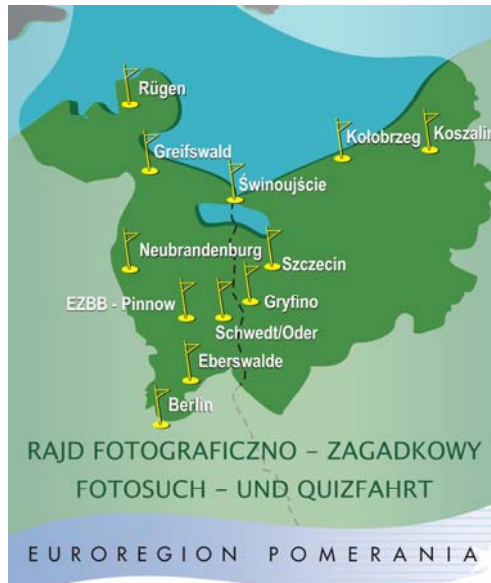 Rügen
Greifswald
Kołobrzeg
Koszalin
Świnoujście
Neubrandenburg
Szczecin
EZBB - Pinnow
Gryfino
Schwedt/Oder
Eberswalde
Berlin
RAJD FOTOGRAFICZNO – ZAGADKOWY
FOTOSUCH – UND QUIZFAHRT
EUROREGION POMERANIA